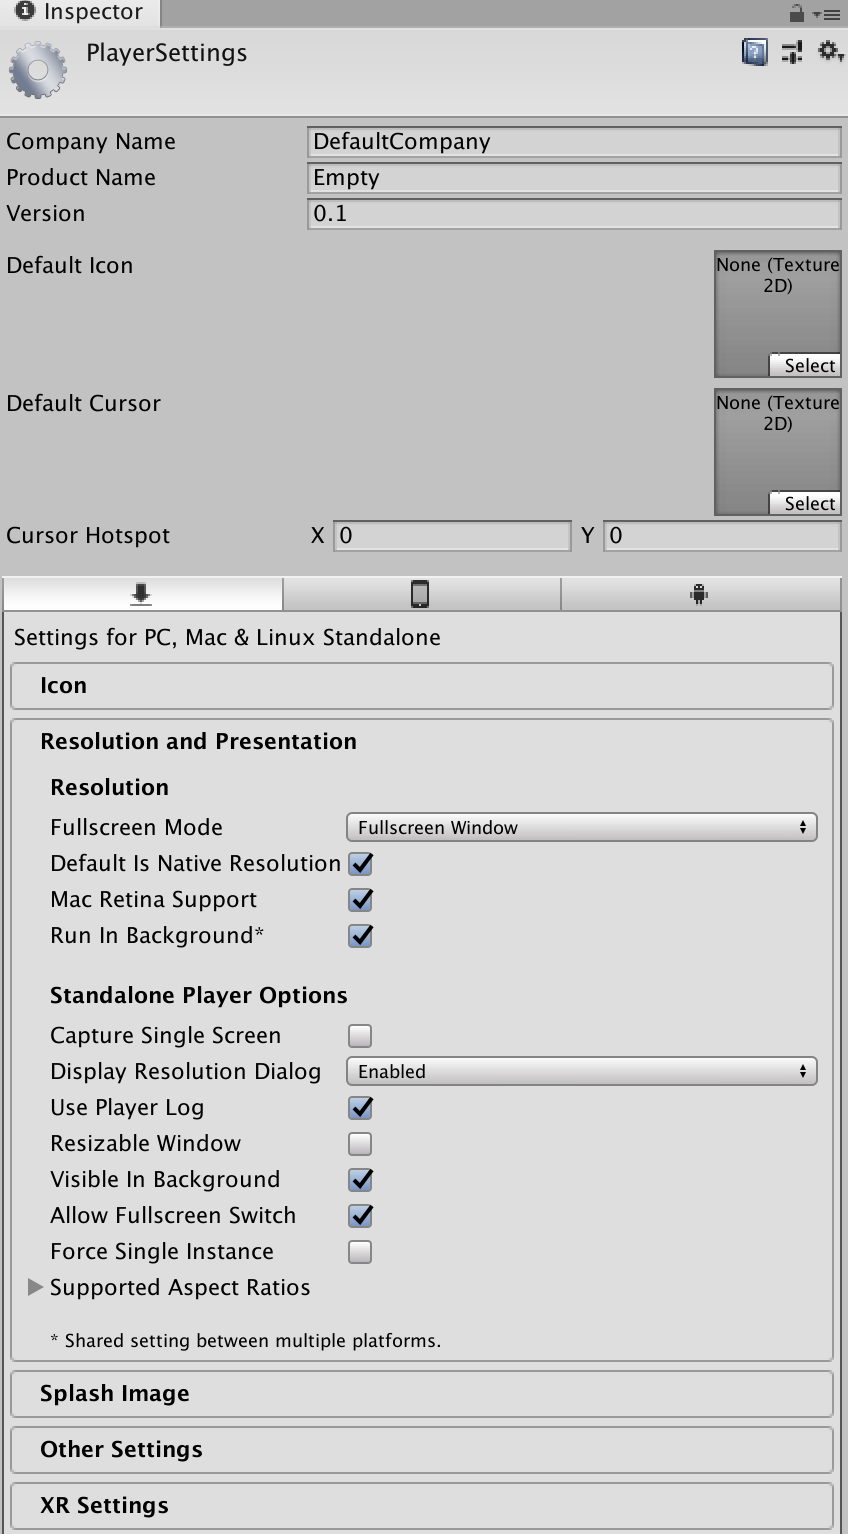 Inspector
PlayerSettings
Company Name DefaultCompany
Product Name Empty
Version 0.1
Default Icon None (Texture
2D)
Select
Default Cursor None (Texture
2D)
Select
Cursor Hotspot X 0 Y 0
Settings for PC, Mac & Linux Standalone
Icon
Resolution and Presentation
Resolution
Fullscreen Mode Fullscreen Window
Default Is Native Resolution
Mac Retina Support
Run In Background*
Standalone Player Options
Capture Single Screen
Display Resolution Dialog Enabled
Use Player Log
Resizable Window
Visible In Background
Allow Fullscreen Switch
Force Single Instance
Supported Aspect Ratios
* Shared setting between multiple platforms.
Splash Image
Other Settings
XR Settings